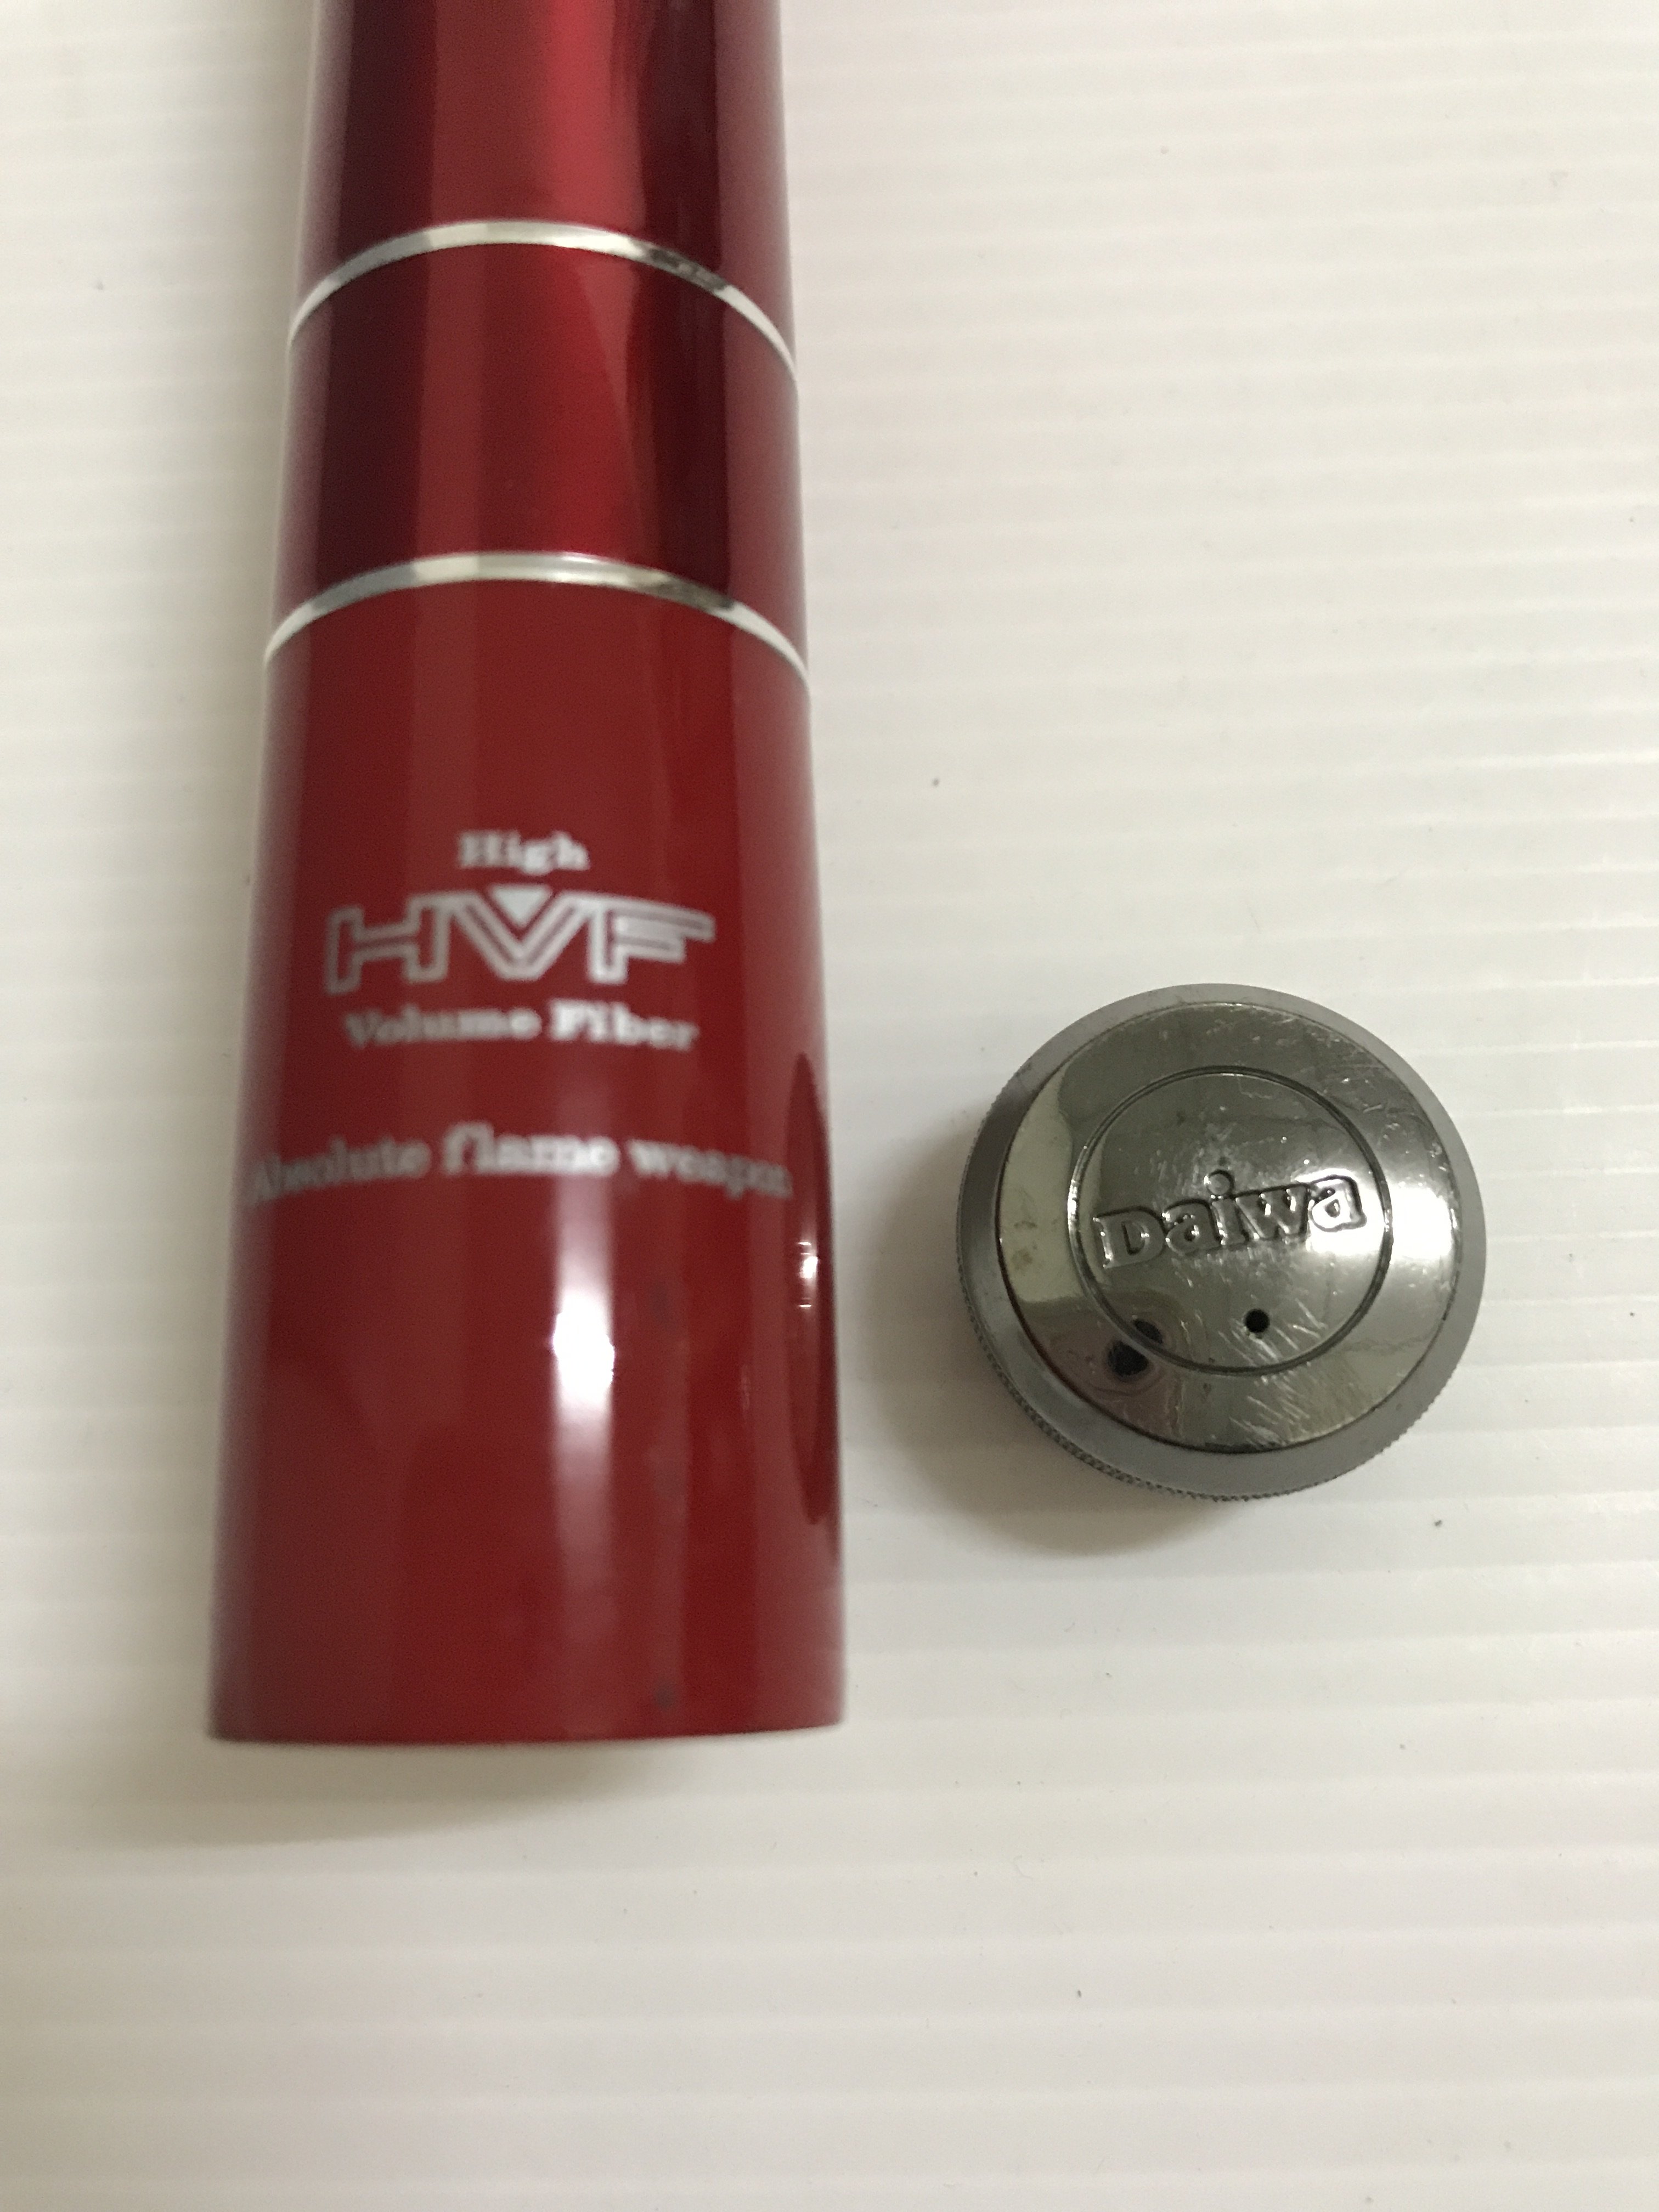 High
HVF
Volume Fiber
Absolute flame weapon
Daiwa